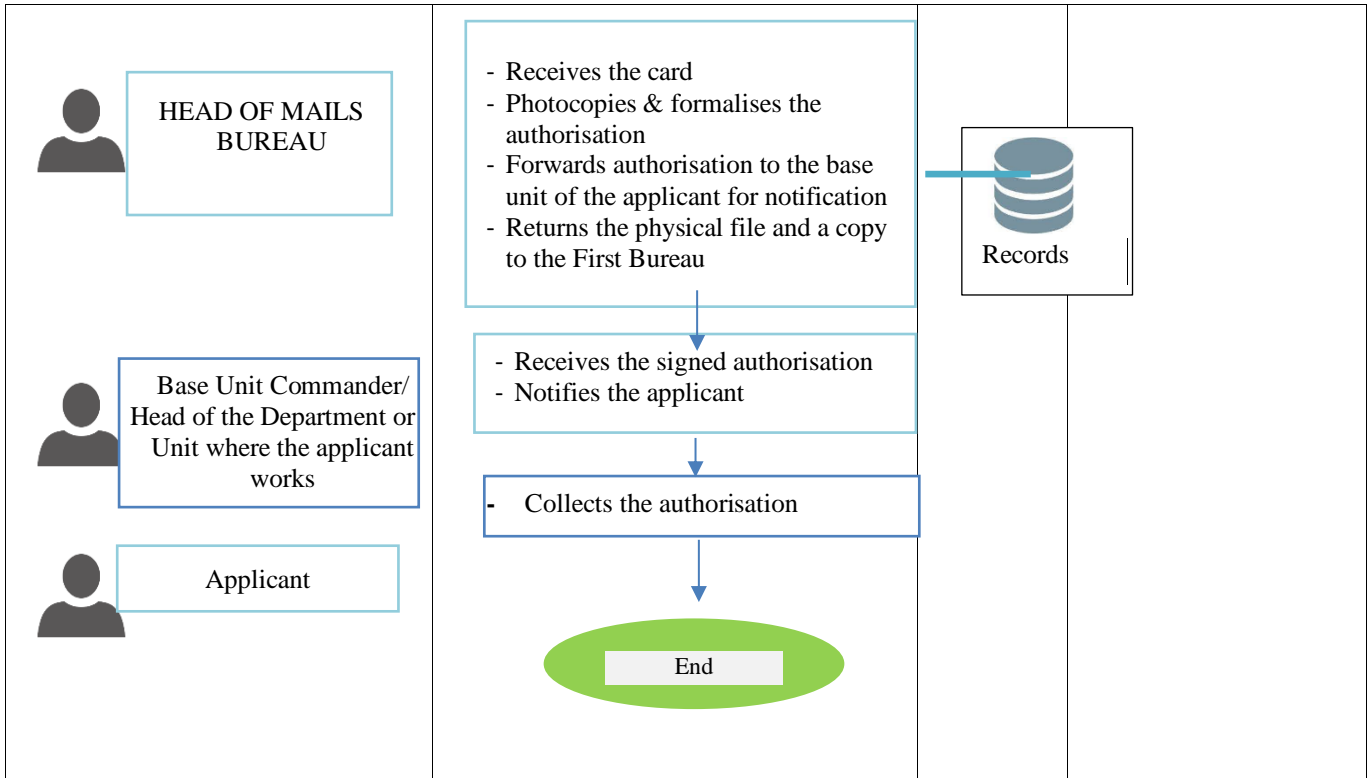 HEAD OF MAILS
BUREAU
- Receives the card
- Photocopies & formalises the
authorisation
- Forwards authorisation to the base
unit of the applicant for notification
- Returns the physical file and a copy
to the First Bureau
Records
Base Unit Commander/
Head of the Department or
Unit where the applicant
works
- Receives the signed authorisation
- Notifies the applicant
- Collects the authorisation
Applicant
End